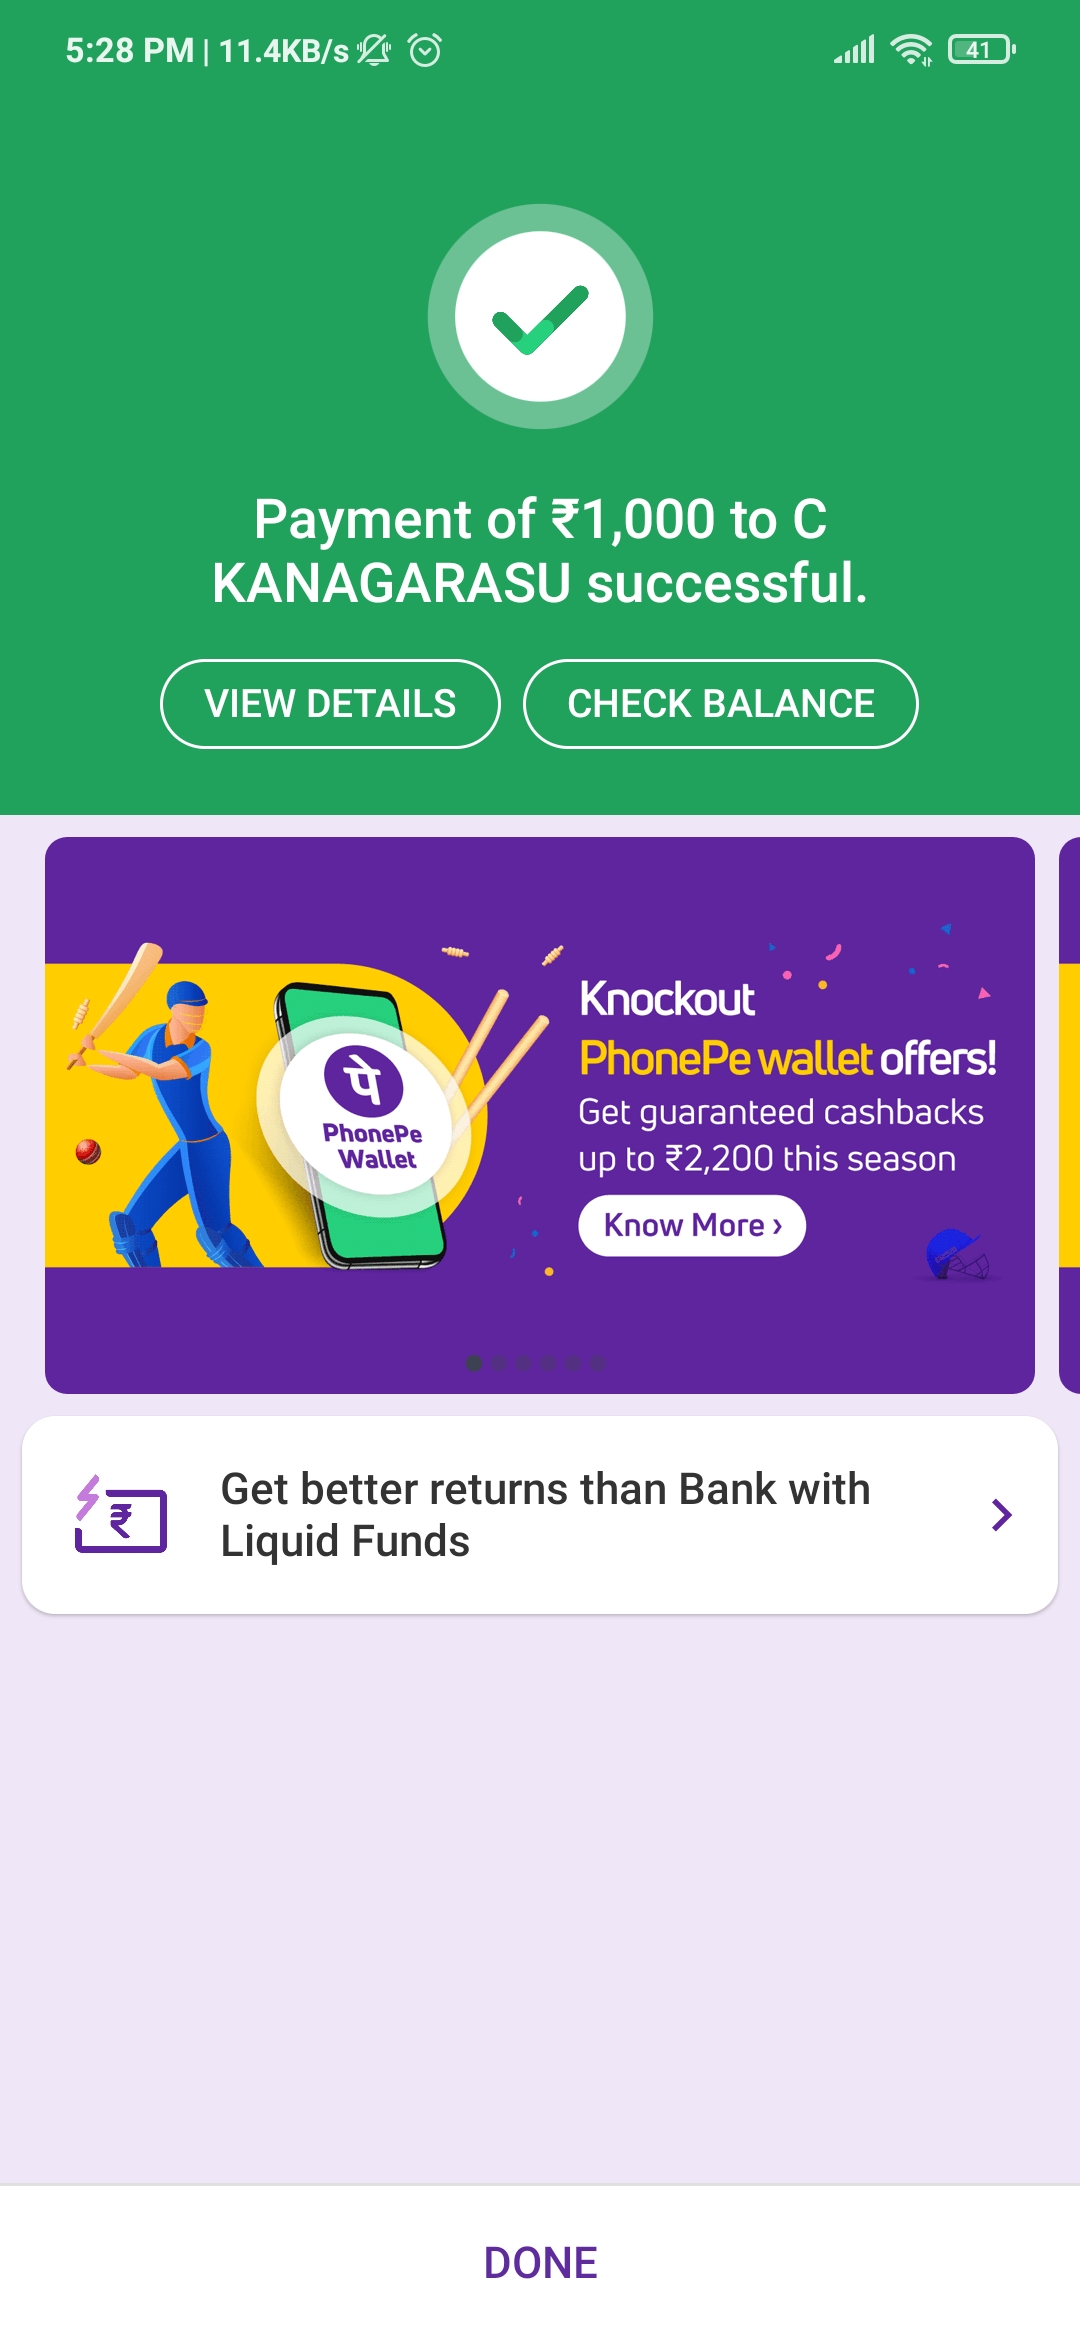 5:28 PM | 11.4KB/s
41
Payment of ₹1,000 to C
KANAGARASU successful.
VIEW DETAILS
CHECK BALANCE
पे
PhonePe
Wallet
Knockout
PhonePe wallet offers!
Get guaranteed cashbacks
up to ₹2,200 this season
Know More ›
₹
Get better returns than Bank with
Liquid Funds
DONE